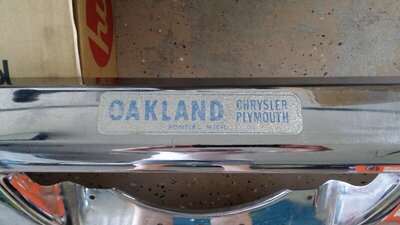 OAKLAND
PONTIAC MICH.
CHRYSLER
PLYMOUTH